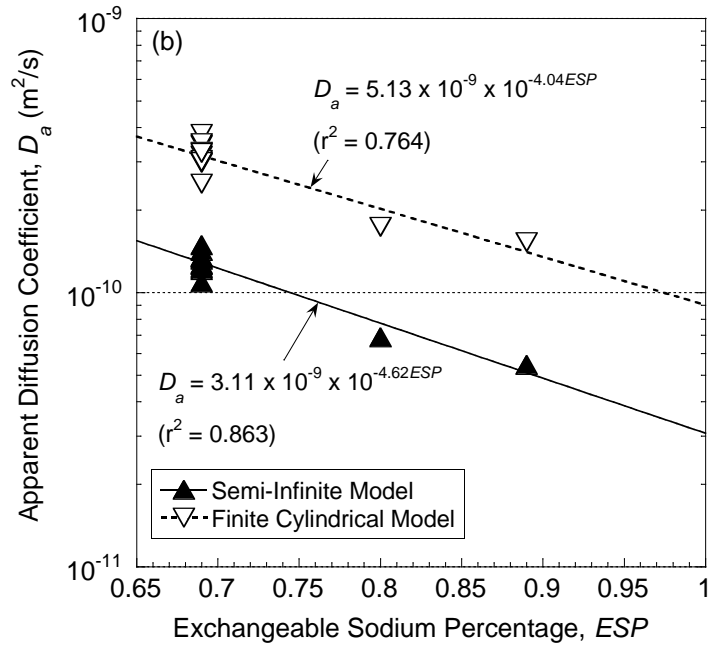 (b)
D_a = 5.13 x 10^-9 x 10^-4.04ESP
(r^2 = 0.764)
D_a = 3.11 x 10^-9 x 10^-4.62ESP
(r^2 = 0.863)
Semi-Infinite Model
Finite Cylindrical Model
Apparent Diffusion Coefficient, D_a (m^2/s)
10^-9
10^-10
10^-11
0.65 0.7 0.75 0.8 0.85 0.9 0.95 1
Exchangeable Sodium Percentage, ESP